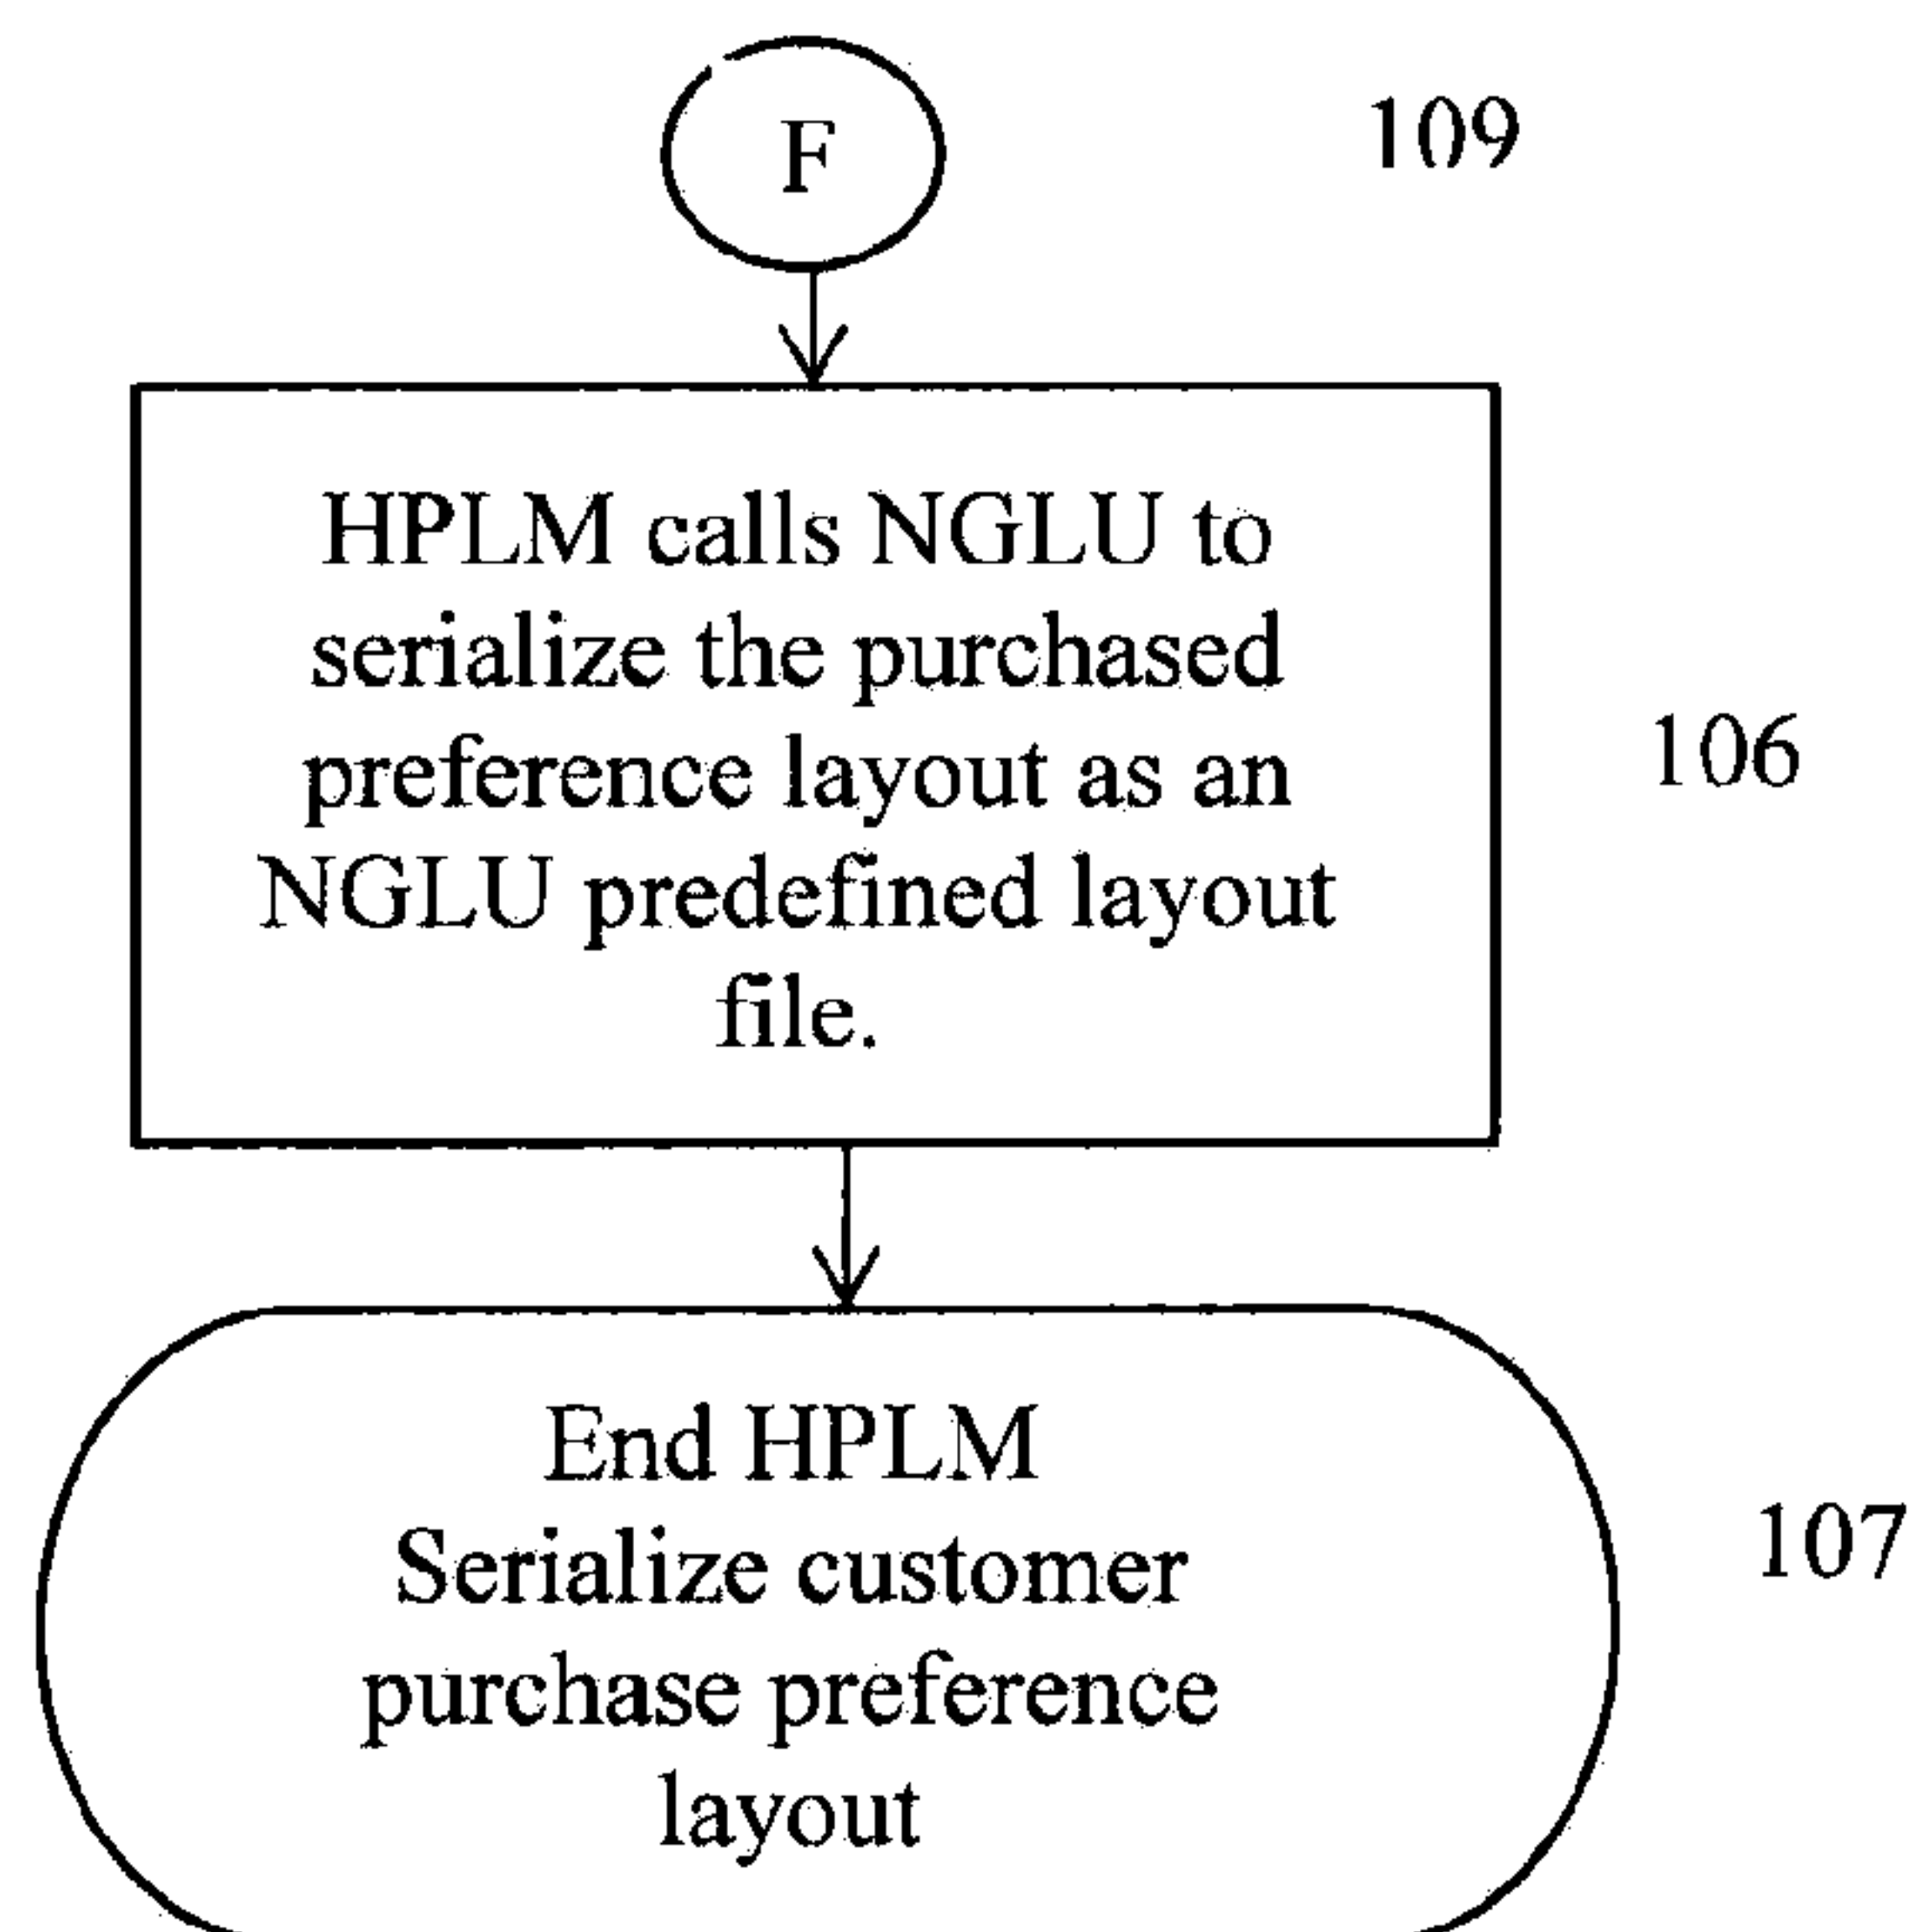 F
109
HPLM calls NGLU to
serialize the purchased
preference layout as an
NGLU predefined layout
file.
106
End HPLM
Serialize customer
purchase preference
layout
107